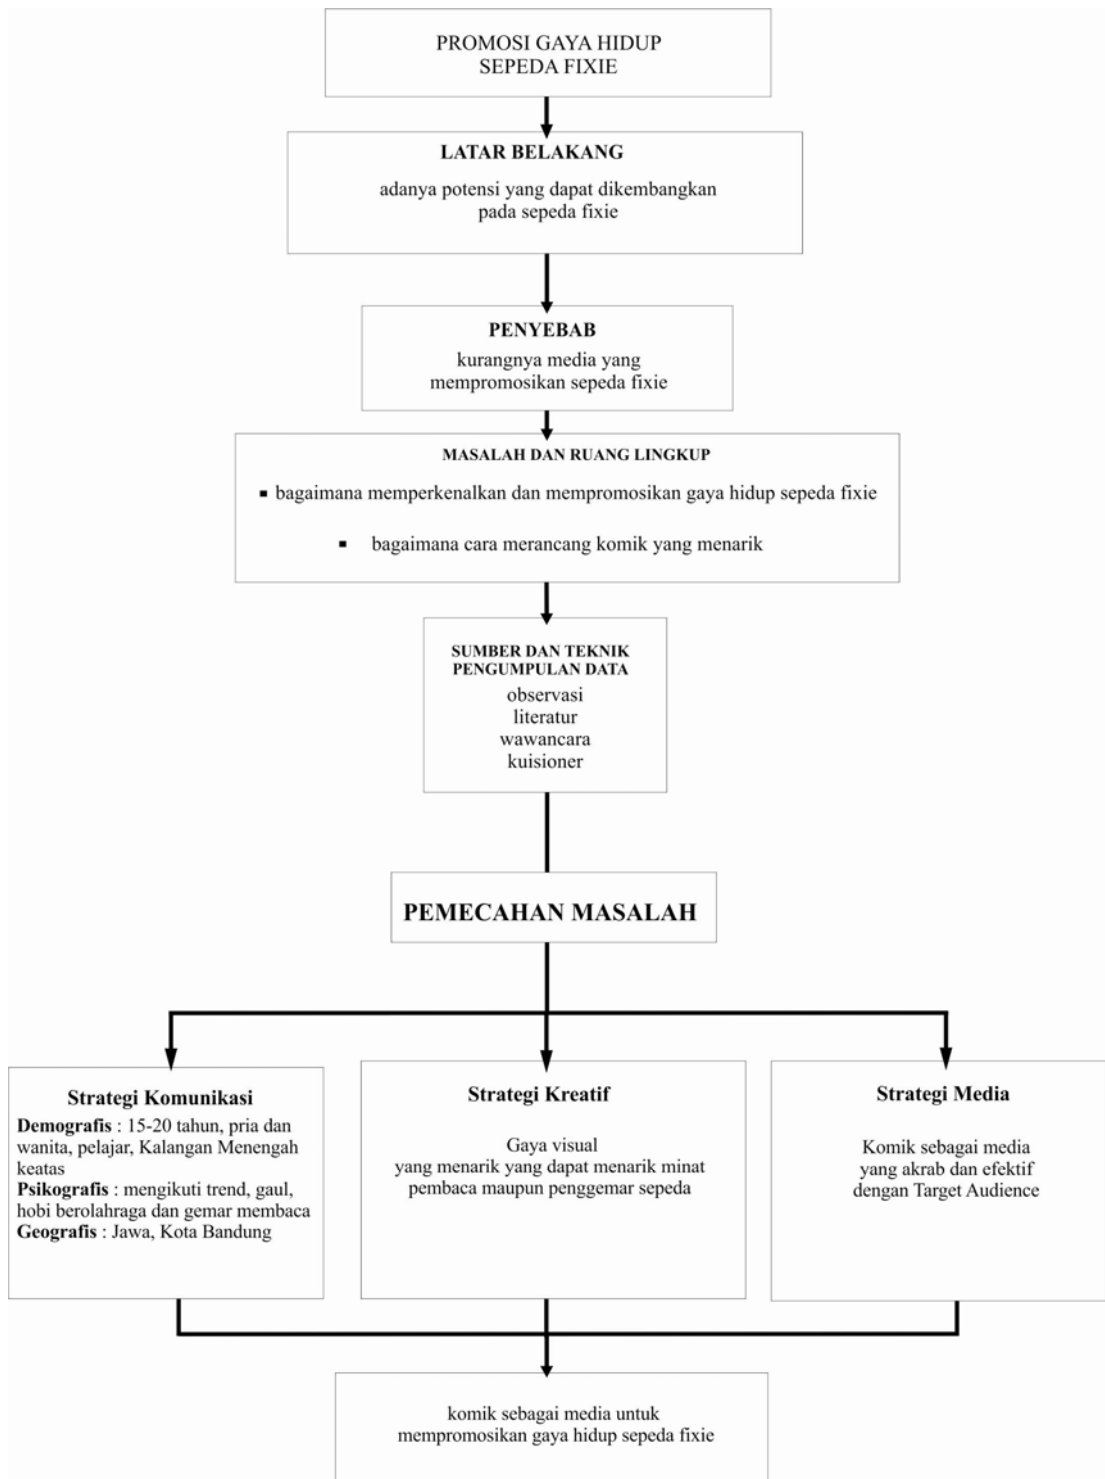 PROMOSI GAYA HIDUP
SEPEDA FIXIE
LATAR BELAKANG
adanya potensi yang dapat dikembangkan
pada sepeda fixie
PENYEBAB
kurangnya media yang
mempromosikan sepeda fixie
MASALAH DAN RUANG LINGKUP
▪ bagaimana memperkenalkan dan mempromosikan gaya hidup sepeda fixie
▪ bagaimana cara merancang komik yang menarik
SUMBER DAN TEKNIK
PENGUMPULAN DATA
observasi
literatur
wawancara
kuisioner
PEMECAHAN MASALAH
Strategi Komunikasi
Demografis : 15-20 tahun, pria dan
wanita, pelajar, Kalangan Menengah
keatas
Psikografis : mengikuti trend, gaul,
hobi berolahraga dan gemar membaca
Geografis : Jawa, Kota Bandung
Strategi Kreatif
Gaya visual
yang menarik yang dapat menarik minat
pembaca maupun penggemar sepeda
Strategi Media
Komik sebagai media
yang akrab dan efektif
dengan Target Audience
komik sebagai media untuk
mempromosikan gaya hidup sepeda fixie